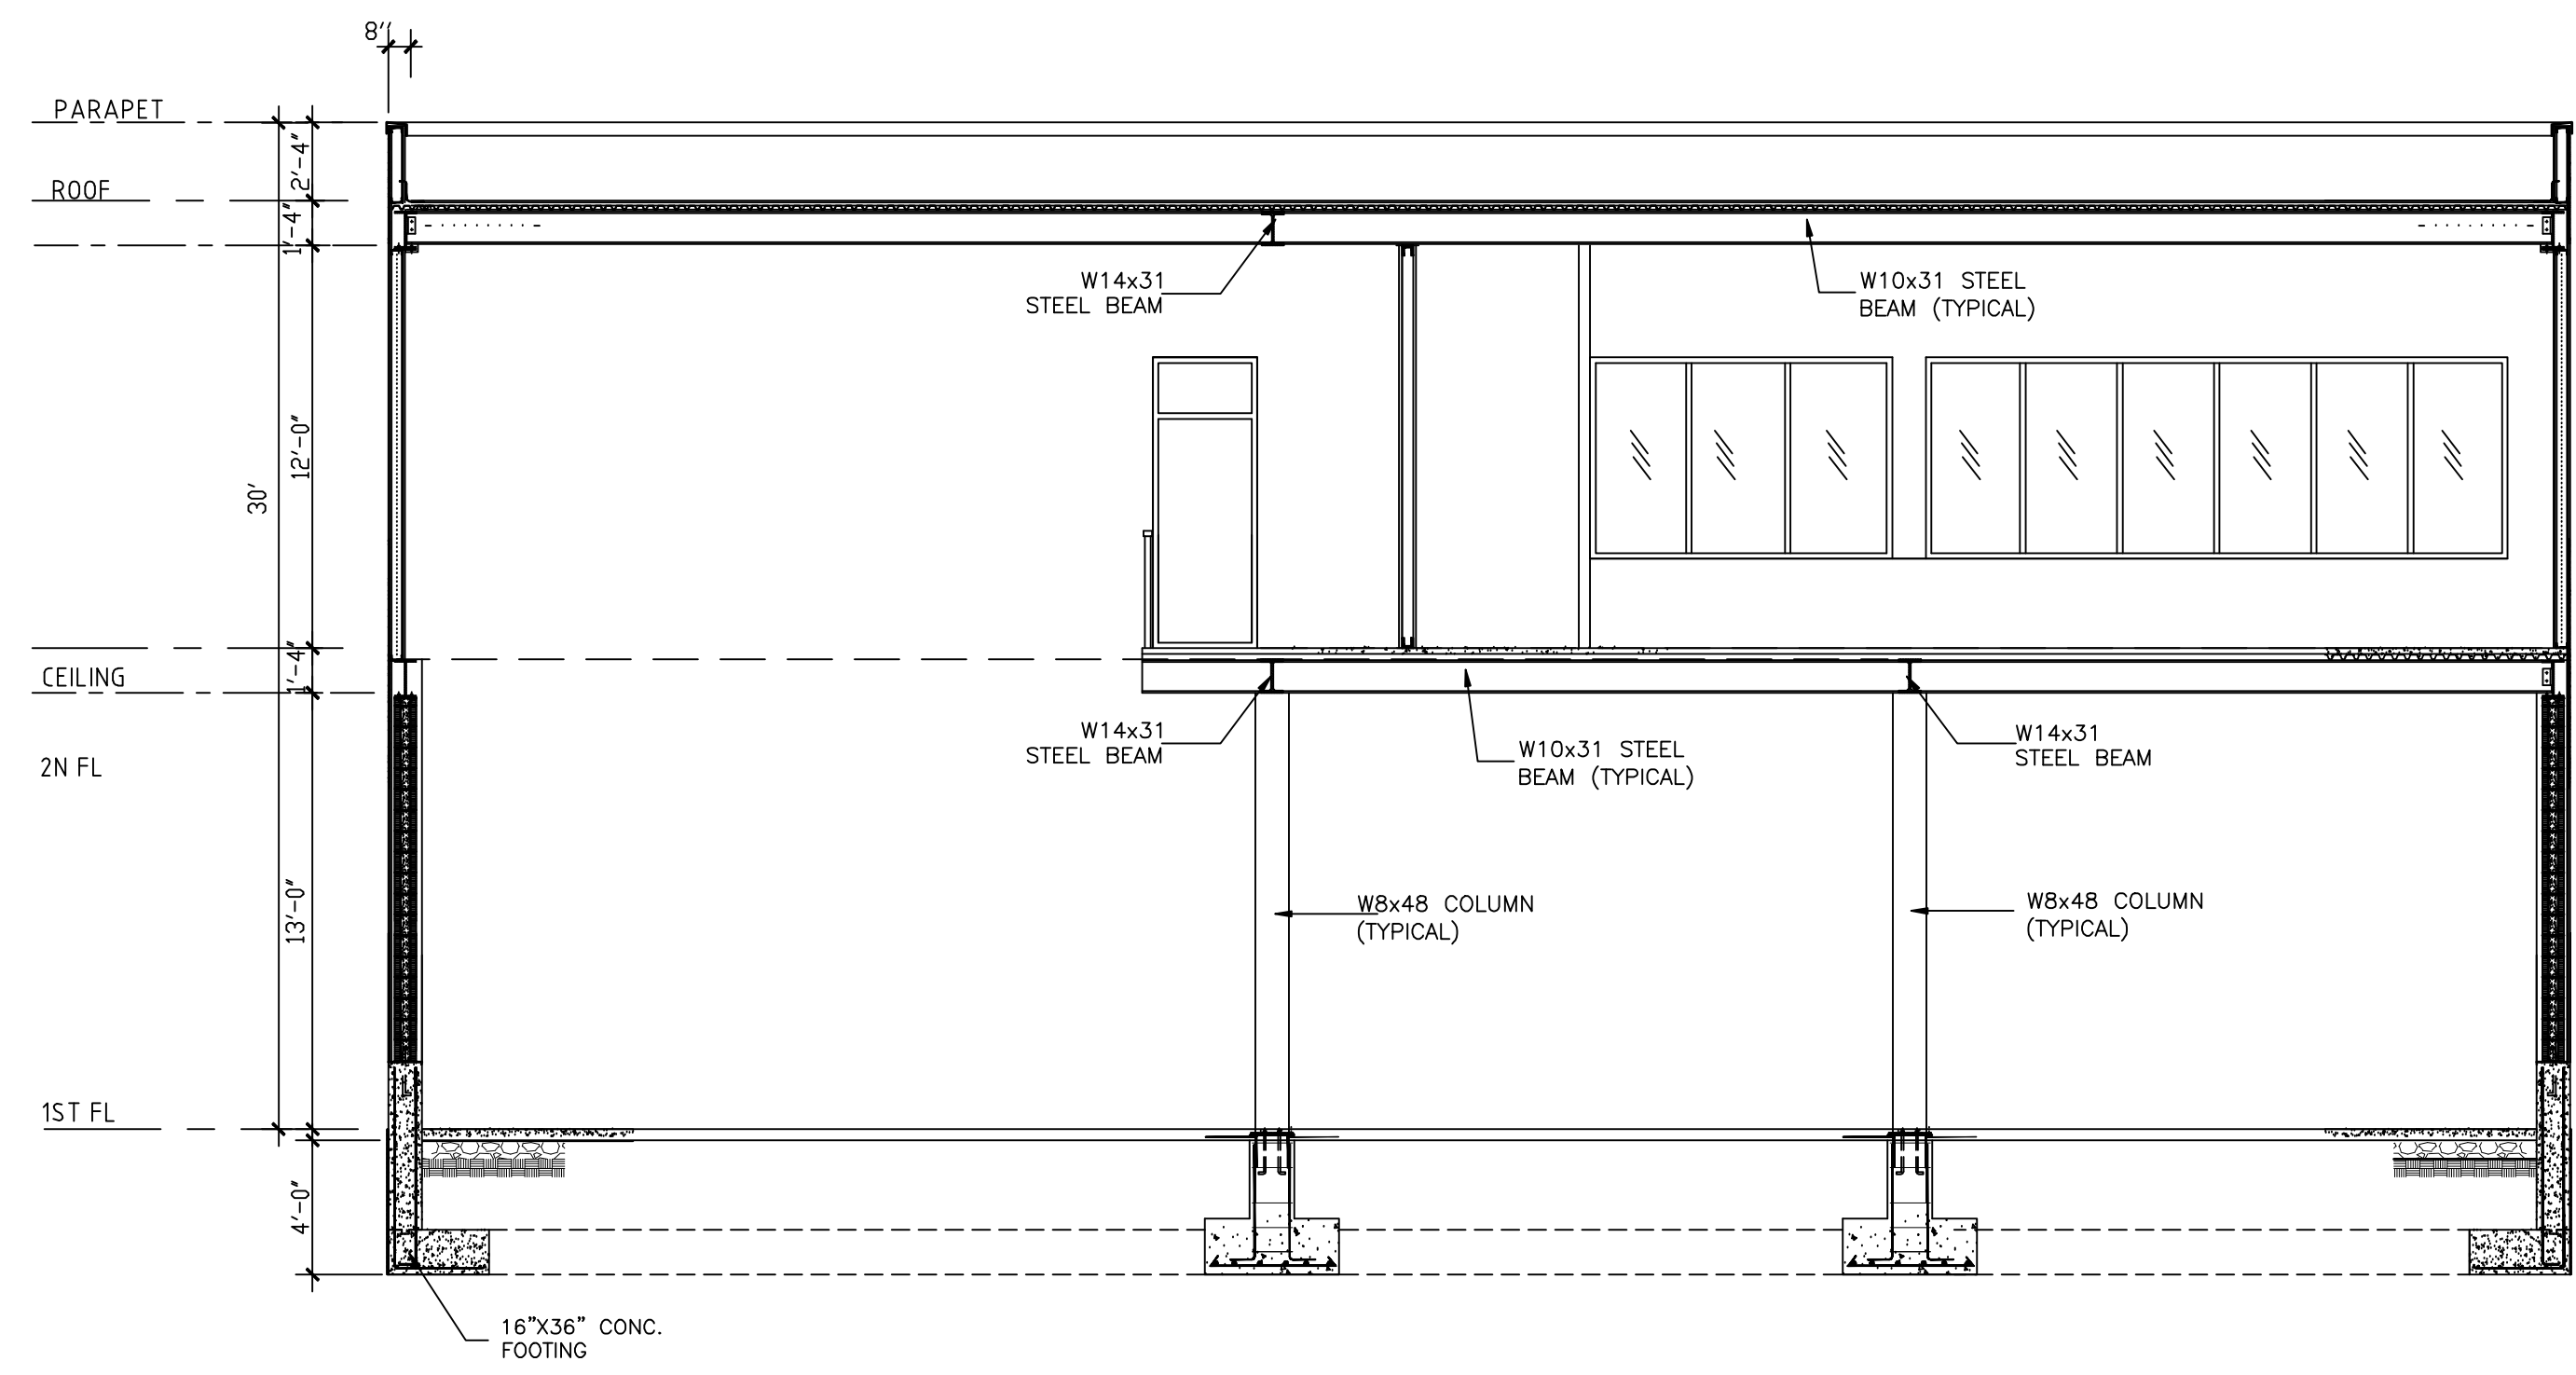 8"
PARAPET
2'-4"
ROOF
1'-4"
W14x31
STEEL BEAM
W10x31 STEEL
BEAM (TYPICAL)
12'-0"
30'
1'-4"
CEILING
W14x31
STEEL BEAM
W10x31 STEEL
BEAM (TYPICAL)
W14x31
STEEL BEAM
2N FL
13'-0"
W8x48 COLUMN
(TYPICAL)
W8x48 COLUMN
(TYPICAL)
1ST FL
4'-0"
16"X36" CONC.
FOOTING